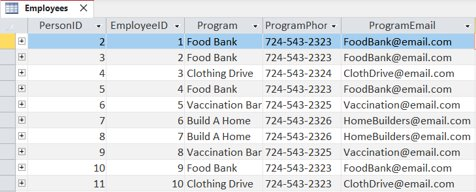 Employees
PersonID EmployeeID Program ProgramPhor ProgramEmail
2 1 Food Bank 724-543-2323 FoodBank@email.com
3 2 Food Bank 724-543-2323 FoodBank@email.com
4 3 Clothing Drive 724-543-2324 ClothDrive@email.com
5 4 Food Bank 724-543-2323 FoodBank@email.com
6 5 Vaccination Bar 724-543-2325 Vaccination@email.com
7 6 Build A Home 724-543-2326 HomeBuilders@email.com
8 7 Build A Home 724-543-2326 HomeBuilders@email.com
9 8 Vaccination Bar 724-543-2325 Vaccination@email.com
10 9 Food Bank 724-543-2323 FoodBank@email.com
11 10 Clothing Drive 724-543-2323 ClothDrive@email.com